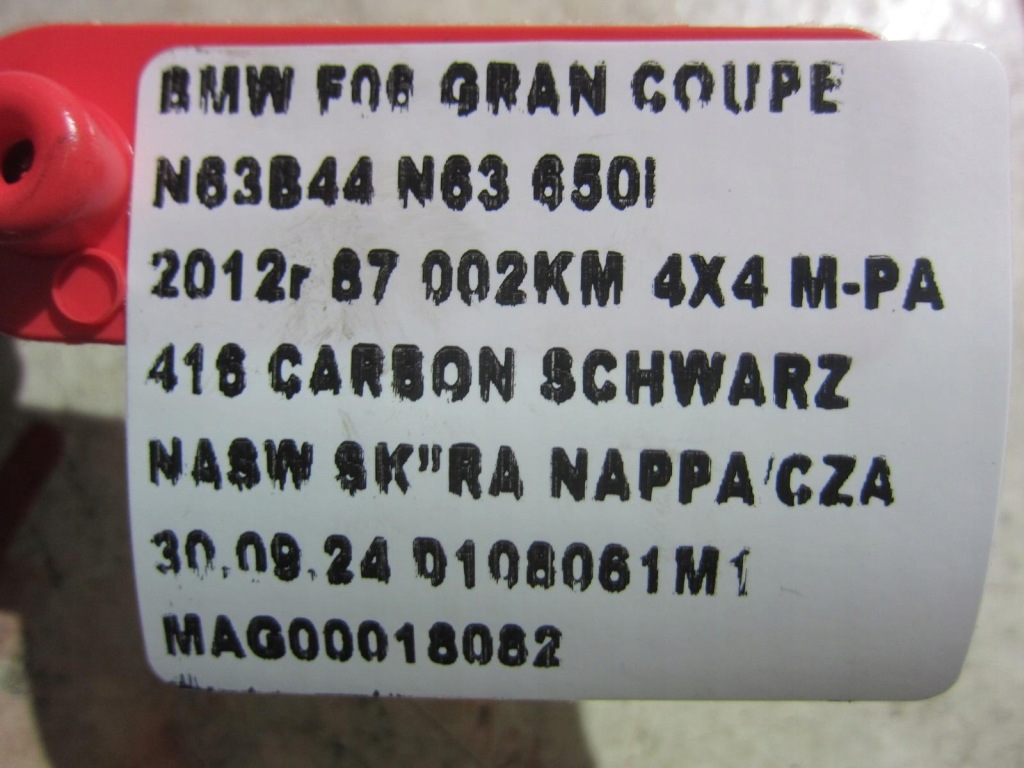 BMW F06 GRAN COUPE
N63B44 N63 650I
2012r 87 002KM 4X4 M-PA
416 CARBON SCHWARZ
NASW SK"RA NAPPA/CZA
30.09.24 0108061M1
MAG00018082